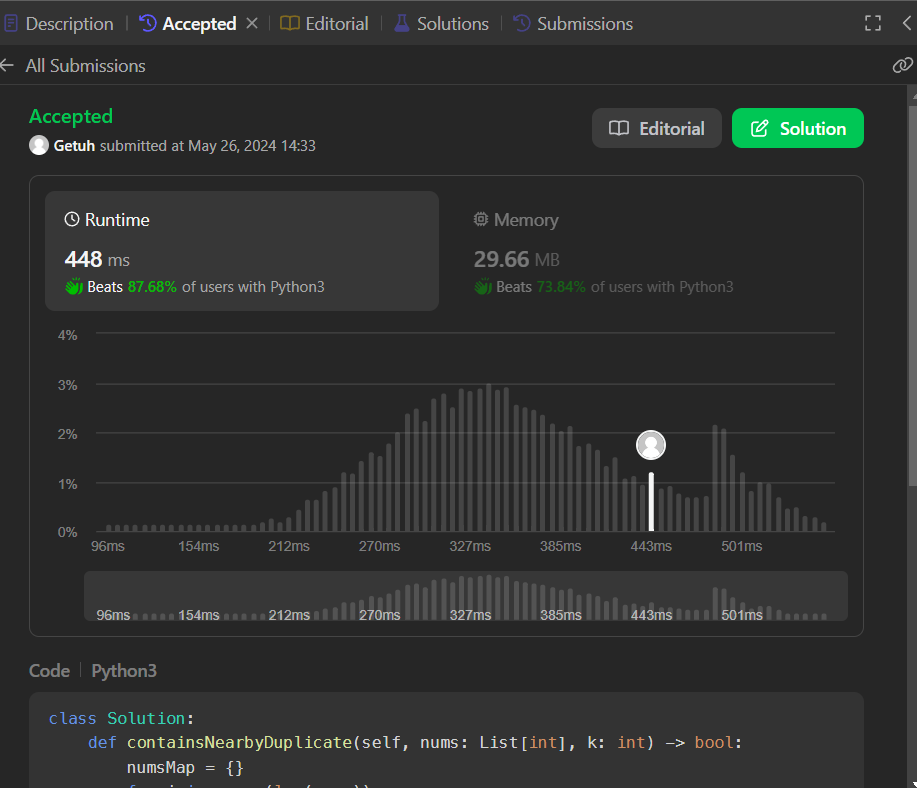 Description Accepted Editorial Solutions Submissions
All Submissions
Accepted
Getuh submitted at May 26, 2024 14:33
Editorial Solution
Runtime
448 ms
Beats 87.68% of users with Python3
Memory
29.66 MB
Beats 73.84% of users with Python3
4%
3%
2%
1%
0%
96ms 154ms 212ms 270ms 327ms 385ms 443ms 501ms
96ms 154ms 212ms 270ms 327ms 385ms 443ms 501ms
Code Python3
class Solution:
def containsNearbyDuplicate(self, nums: List[int], k: int) -> bool:
numsMap = {}